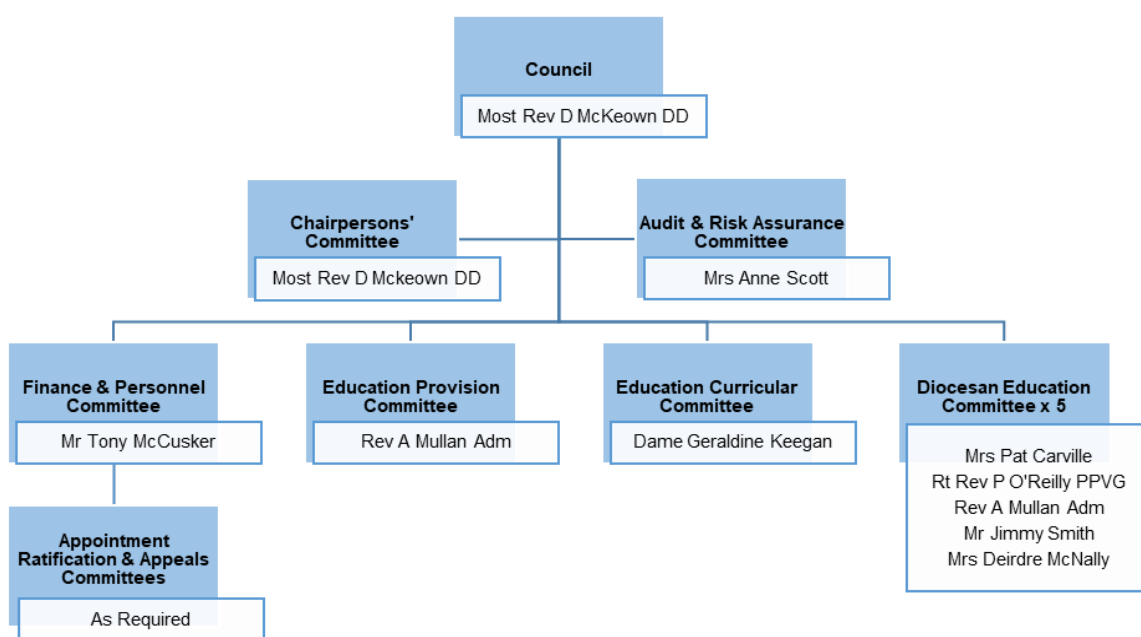 Council
Most Rev D McKeown DD
Chairpersons'
Committee
Most Rev D Mckeown DD
Audit & Risk Assurance
Committee
Mrs Anne Scott
Finance & Personnel
Committee
Mr Tony McCusker
Education Provision
Committee
Rev A Mullan Adm
Education Curricular
Committee
Dame Geraldine Keegan
Diocesan Education
Committee x 5
Mrs Pat Carville
Rt Rev P O'Reilly PPVG
Rev A Mullan Adm
Mr Jimmy Smith
Mrs Deirdre McNally
Appointment
Ratification & Appeals
Committees
As Required